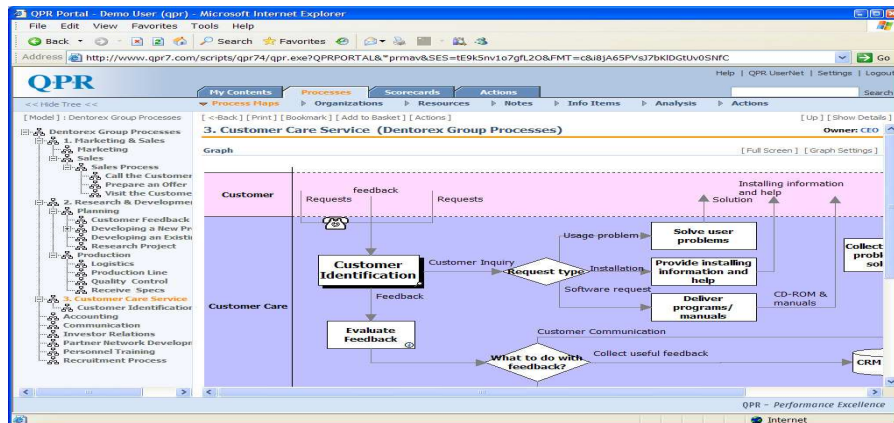 QPR Portal - Demo User (qpr) - Microsoft Internet Explorer
File Edit View Favorites Tools Help
Back Search Favorites
Address http://www.qpr7.com/scripts/qpr74/qpr.exe?QPRPORTAL&*prmav&SES= Go
QPR
Help | QPR UserNet | Settings | Logout
My Contents Processes Scorecards Actions Search
<< Hide Tree << Process Maps Organizations Resources Notes Info Items Analysis Actions
[Model] : Dentorex Group Processes [<-Back] [Print] [Bookmark] [Add to Basket] [Actions] [Up] [Show Details]
3. Customer Care Service (Dentorex Group Processes) Owner: CEO
Graph [Full Screen] [Graph Settings]
Dentorex Group Processes
1. Marketing & Sales
Marketing
Sales
Sales Process
Call the Customer
Prepare an Offer
Visit the Custome
2. Research & Developme
Planning
Customer Feedback
Developing a New Pr
Developing an Existi
Research Project
Production
Logistics
Production Line
Quality Control
Receive Specs
3. Customer Care Service
Customer Identification
Accounting
Communication
Investor Relations
Partner Network Developm
Personnel Training
Recruitment Process
Customer
Requests
feedback
Requests
Solution
Installing information
and help
Customer Care
Customer
Identification
Customer Inquiry
Request type
Usage problem
Solve user
problems
Installation
Provide installing
information and
help
Software request
Deliver
programs/
manuals
CD-ROM &
manuals
Collect
probl
sol
Feedback
Evaluate
Feedback
Customer Communication
What to do with
feedback?
Collect useful feedback
CRM
QPR - Performance Excellence
Internet